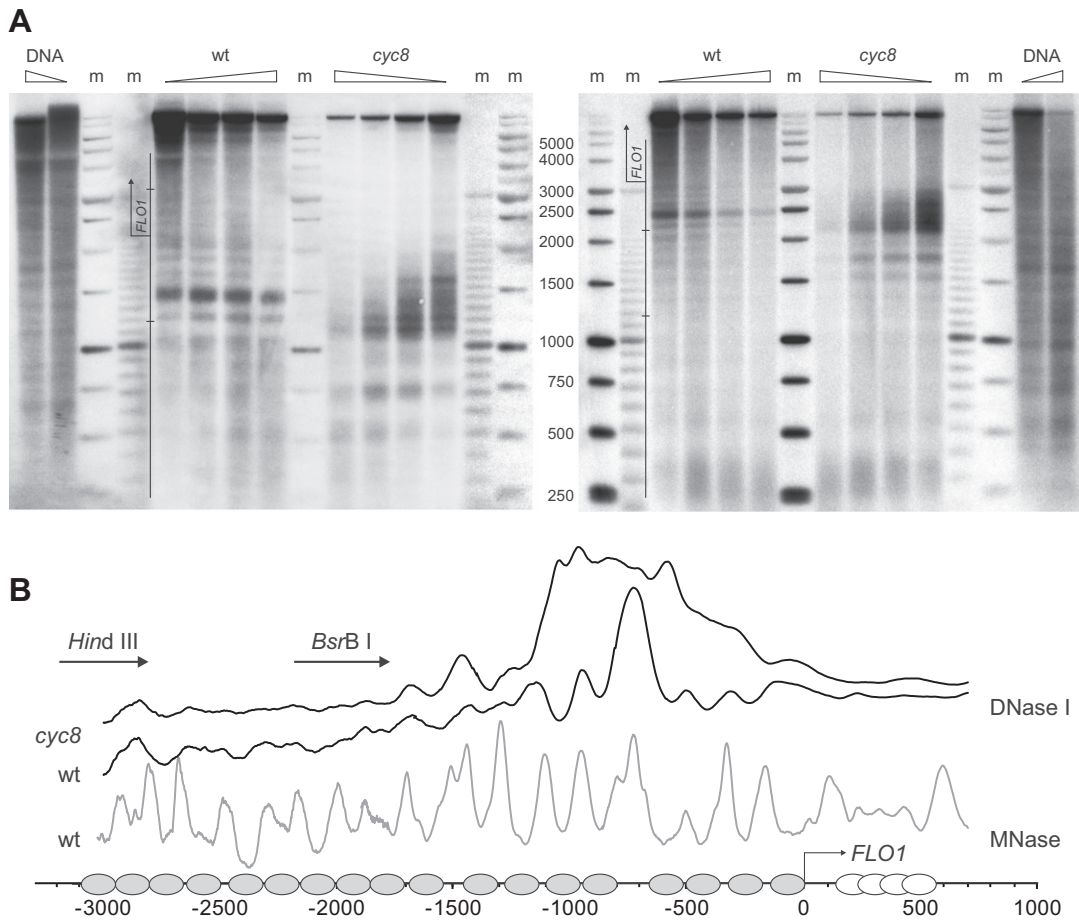 A
DNA wt cyc8 wt cyc8 DNA
m m m m m m m m m m
FLO1
FLO1
5000
4000
3000
2500
2000
1500
1000
750
500
250
B
Hind III BsrB I
DNase I
cyc8
wt
wt MNase
FLO1
-3000 -2500 -2000 -1500 -1000 -500 0 500 1000